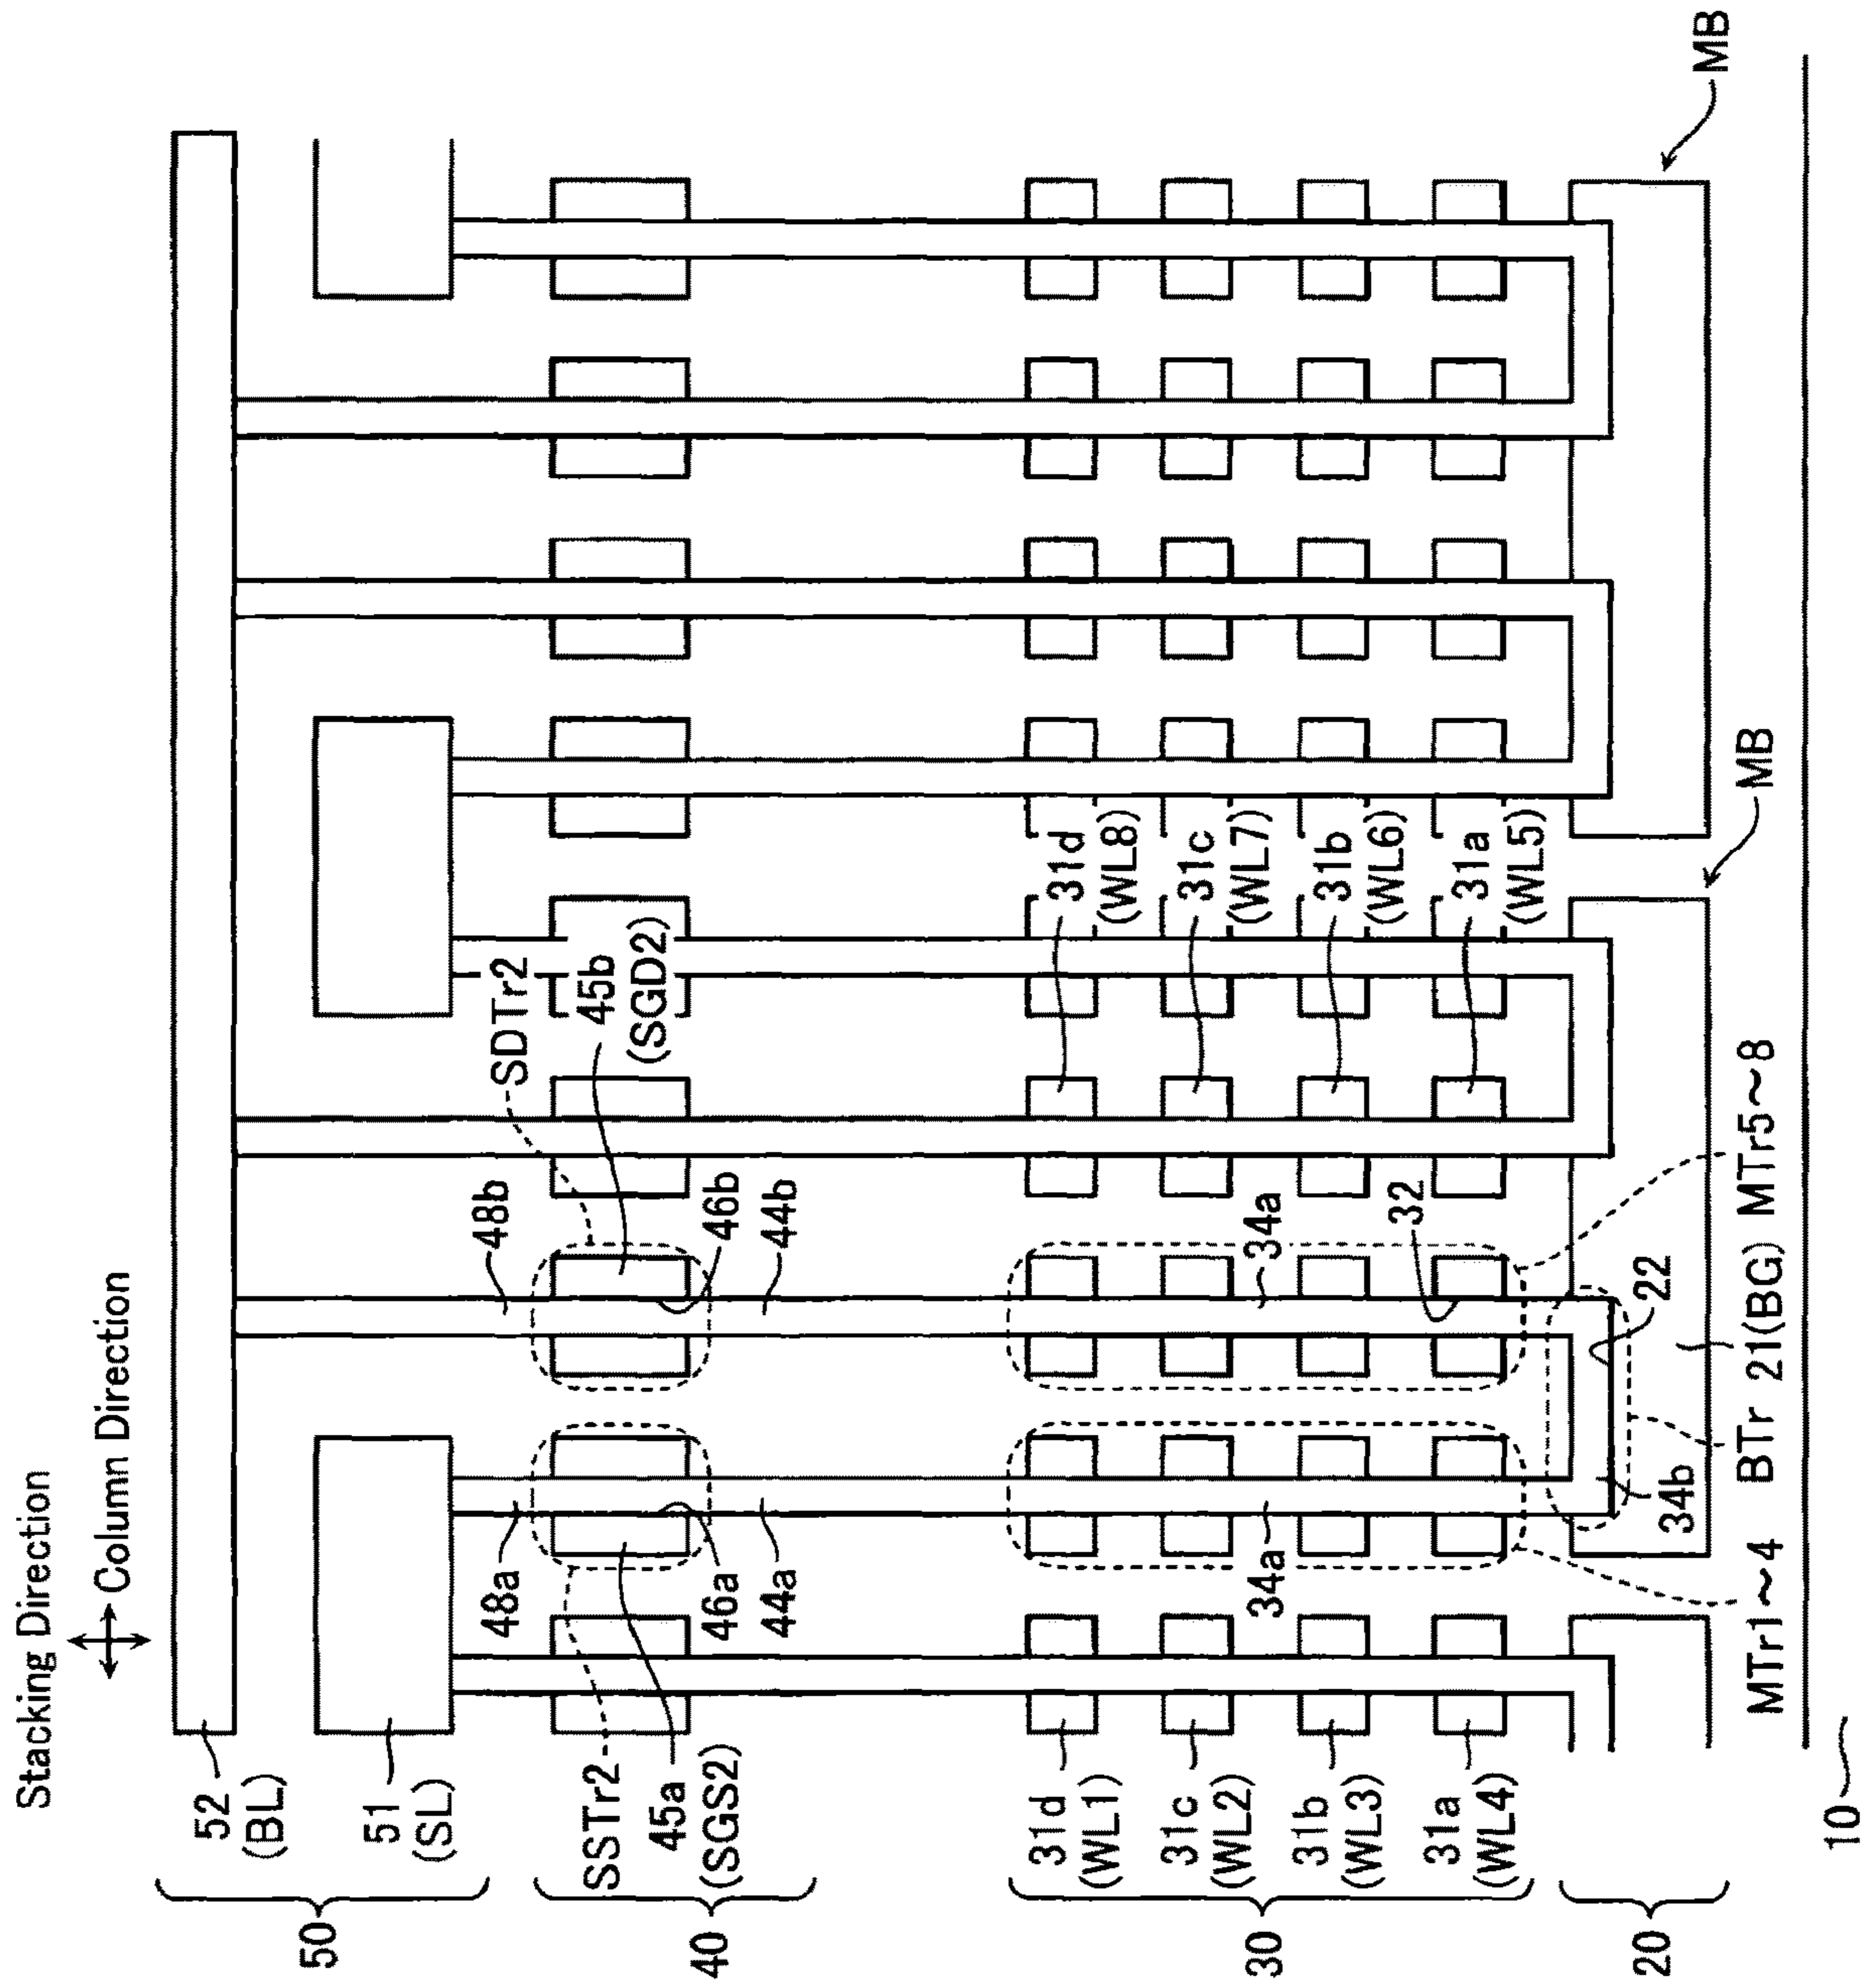 Stacking Direction
Column Direction
50
52
(BL)
51
(SL)
40
SSTr2
45a
(SGS2)
48a
46a
44a
48b
46b
44b
SDTr2
45b
(SGD2)
30
31d
(WL1)
31c
(WL2)
31b
(WL3)
31a
(WL4)
34a
34a
32
31d
(WL8)
31c
(WL7)
31b
(WL6)
31a
(WL5)
20
34b
22
MTr1~4
BTr
21(BG)
MTr5~8
MB
MB
10